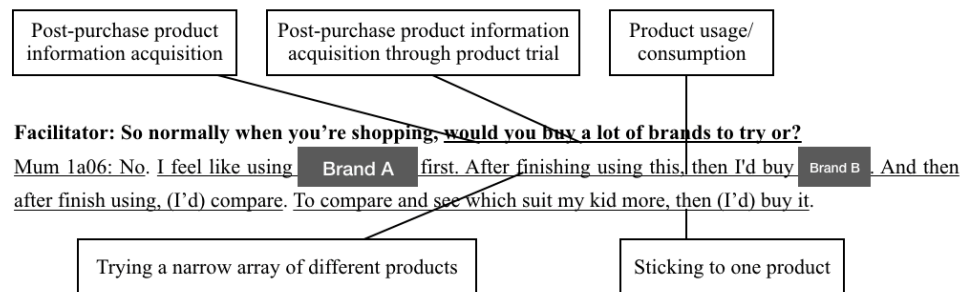 Post-purchase product
information acquisition
Post-purchase product information
acquisition through product trial
Product usage/
consumption
Facilitator: So normally when you’re shopping, would you buy a lot of brands to try or?
Mum 1a06: No. I feel like using Brand A first. After finishing using this, then I'd buy Brand B. And then
after finish using, (I’d) compare. To compare and see which suit my kid more, then (I’d) buy it.
Trying a narrow array of different products
Sticking to one product